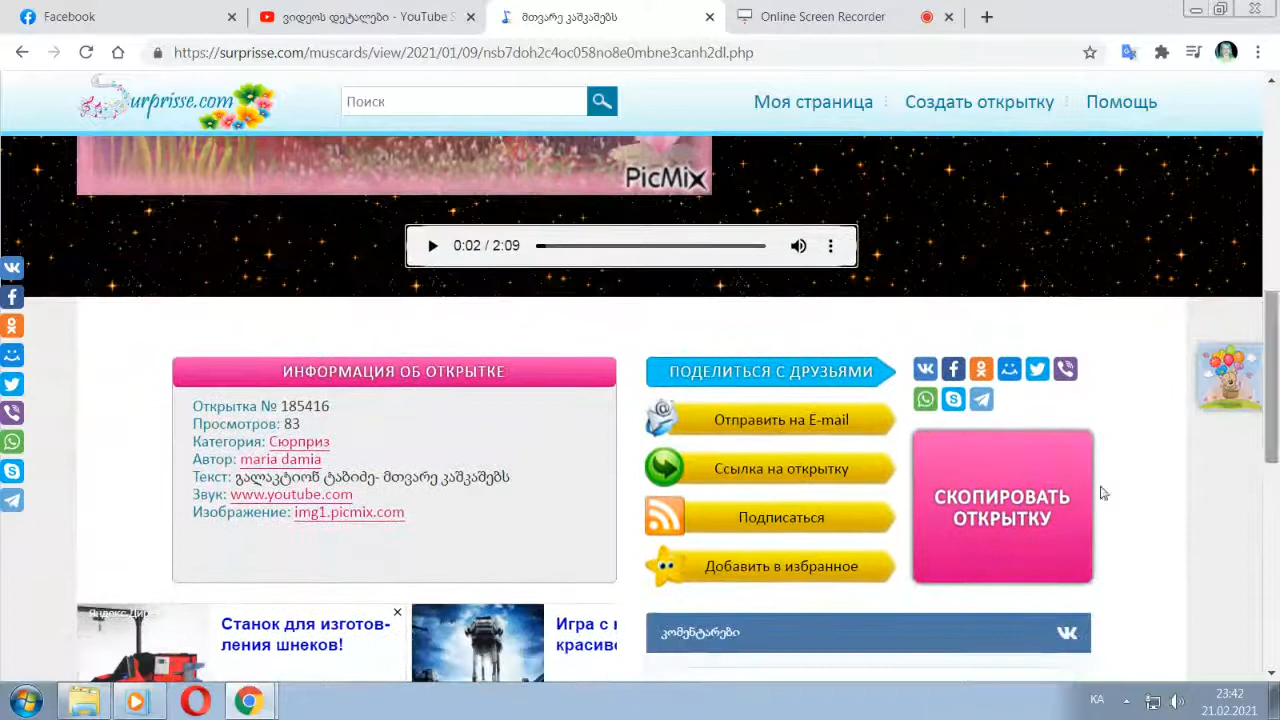 Facebook
ვიდეოს დეტალები - YouTube S
მთვარე კაშკაშებს
Online Screen Recorder
https://surprisse.com/muscards/view/2021/01/09/nsb7doh2c4oc058no8e0mbne3canh2dl.php
Surprisse.com
Поиск
Моя страница
Создать открытку
Помощь
PicMix
0:02 / 2:09
ИНФОРМАЦИЯ ОБ ОТКРЫТКЕ
Открытка № 185416
Просмотров: 83
Категория: Сюрприз
Автор: maria damia
Текст: გალაკტიონ ტაბიძე- მთვარე კაშკაშებს
Звук: www.youtube.com
Изображение: img1.picmix.com
ПОДЕЛИТЬСЯ С ДРУЗЬЯМИ
Отправить на E-mail
Ссылка на открытку
Подписаться
Добавить в избранное
СКОПИРОВАТЬ
ОТКРЫТКУ
Яндекс.Дир
Станок для изготов-
ления шнеков!
Игра с
красив
კომენტარები
KA
23:42
21.02.2021